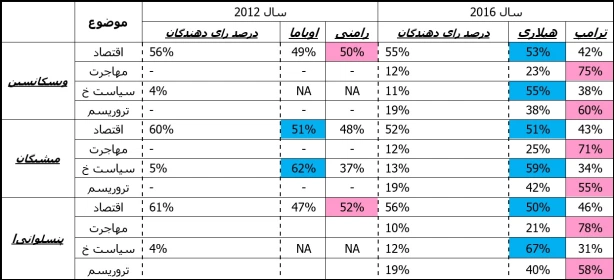 موضوع سال 2012 سال 2016
درصد رای دهندگان اوباما رامنی درصد رای دهندگان هیلاری ترامپ
ویسکانسین اقتصاد 56% 49% 50% 55% 53% 42%
مهاجرت - - - 12% 23% 75%
سیاست خ 4% NA NA 11% 55% 38%
تروریسم - - - 19% 38% 60%
میشیگان اقتصاد 60% 51% 48% 52% 51% 43%
مهاجرت - - - 12% 25% 71%
سیاست خ 5% 62% 37% 13% 59% 34%
تروریسم - - - 19% 42% 55%
پنسلوانیا اقتصاد 61% 47% 52% 56% 50% 46%
مهاجرت 10% 21% 78%
سیاست خ 4% NA NA 12% 67% 31%
تروریسم 19% 40% 58%